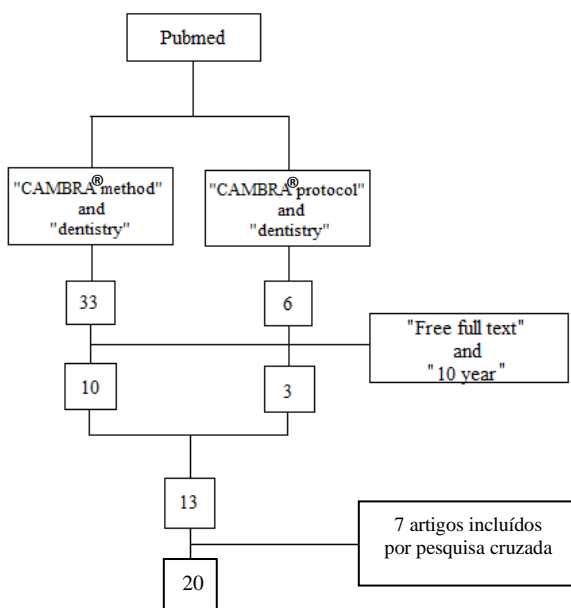 Pubmed
"CAMBRA® method"
and
"dentistry"
"CAMBRA® protocol"
and
"dentistry"
33
6
"Free full text"
and
"10 year"
10
3
13
7 artigos incluídos
por pesquisa cruzada
20